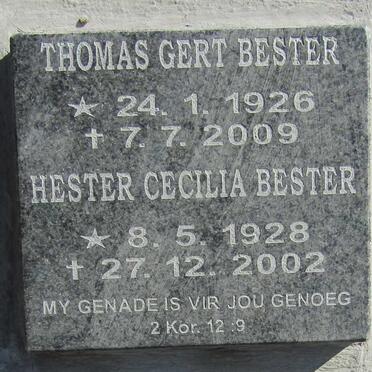 THOMAS GERT BESTER
☆ 24. 1. 1926
✝ 7. 7. 2009
HESTER CECILIA BESTER
☆ 8. 5. 1928
✝ 27. 12. 2002
MY GENADE IS VIR JOU GENOEG
2 Kor. 12 :9